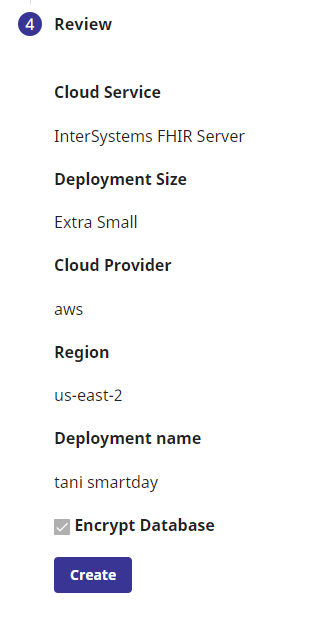 4 Review
Cloud Service
InterSystems FHIR Server
Deployment Size
Extra Small
Cloud Provider
aws
Region
us-east-2
Deployment name
tani smartday
Encrypt Database
Create